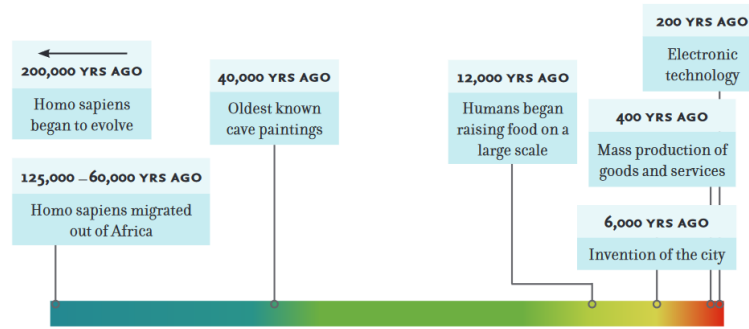 200,000 YRS AGO
Homo sapiens
began to evolve
125,000–60,000 YRS AGO
Homo sapiens migrated
out of Africa
40,000 YRS AGO
Oldest known
cave paintings
12,000 YRS AGO
Humans began
raising food on a
large scale
200 YRS AGO
Electronic
technology
400 YRS AGO
Mass production of
goods and services
6,000 YRS AGO
Invention of the city